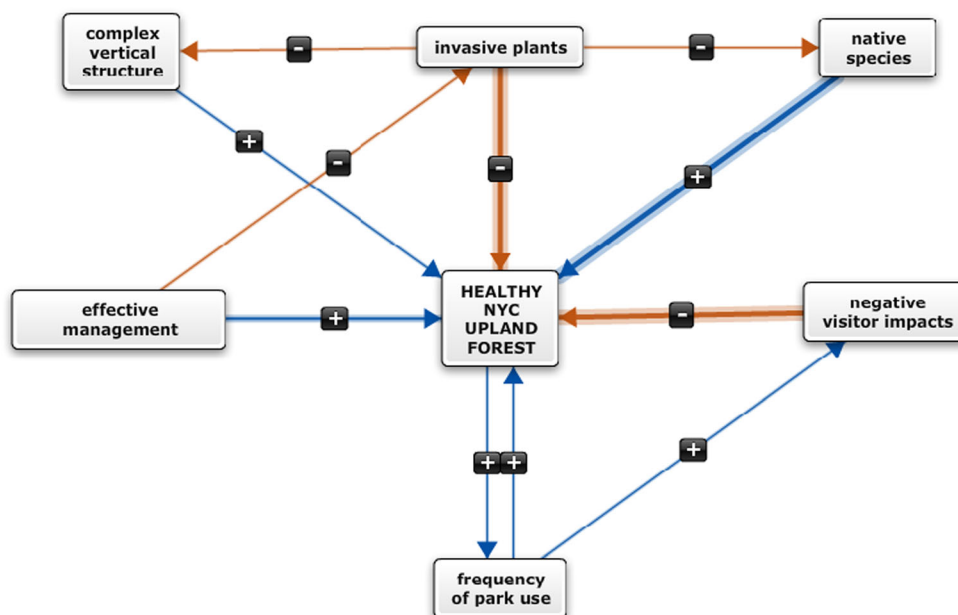 complex
vertical
structure
-
invasive plants
-
native
species
+
-
-
+
effective
management
+
HEALTHY
NYC
UPLAND
FOREST
-
negative
visitor impacts
+
+
+
frequency
of park use